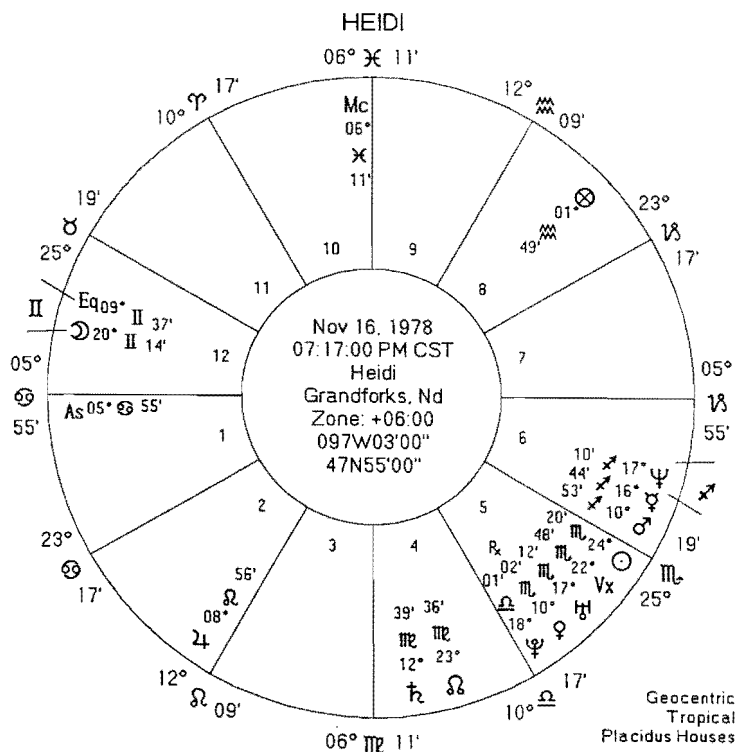 HEIDI
06° ♓ 11'
10° ♈ 17'
12° ♒ 09'
Mc
06°
♓
11'
19'
♉
25°
01° ⊗
♒
49'
23°
♑
17'
10
9
11
8
♊
Eq 09° ♊ 37'
☽ 20° ♊ 14'
12
7
Nov 16, 1978
07:17:00 PM CST
Heidi
Grandforks, Nd
Zone: +06:00
097W03'00"
47N55'00"
05°
♋
55'
As 05° ♋ 55'
05°
♑
55'
1
6
10' ♐ 17° ♆
44' ♐ 16° ☿
53' ♐ 10° ♂
♐
2
3
4
5
20' ♏ 24° ☉
48' ♏ 22° Vx
12' ♏ 17° ♅
℞ 02' ♏ 10° ♀
01' ♎ 18° ♇
19'
♏
25°
23°
♋
17'
56'
♌
08°
♃
39' ♍ 12° ♄
36' ♍ 23° ☊
12° ♌ 09'
06° ♍ 11'
10° ♎ 17'
Geocentric
Tropical
Placidus Houses